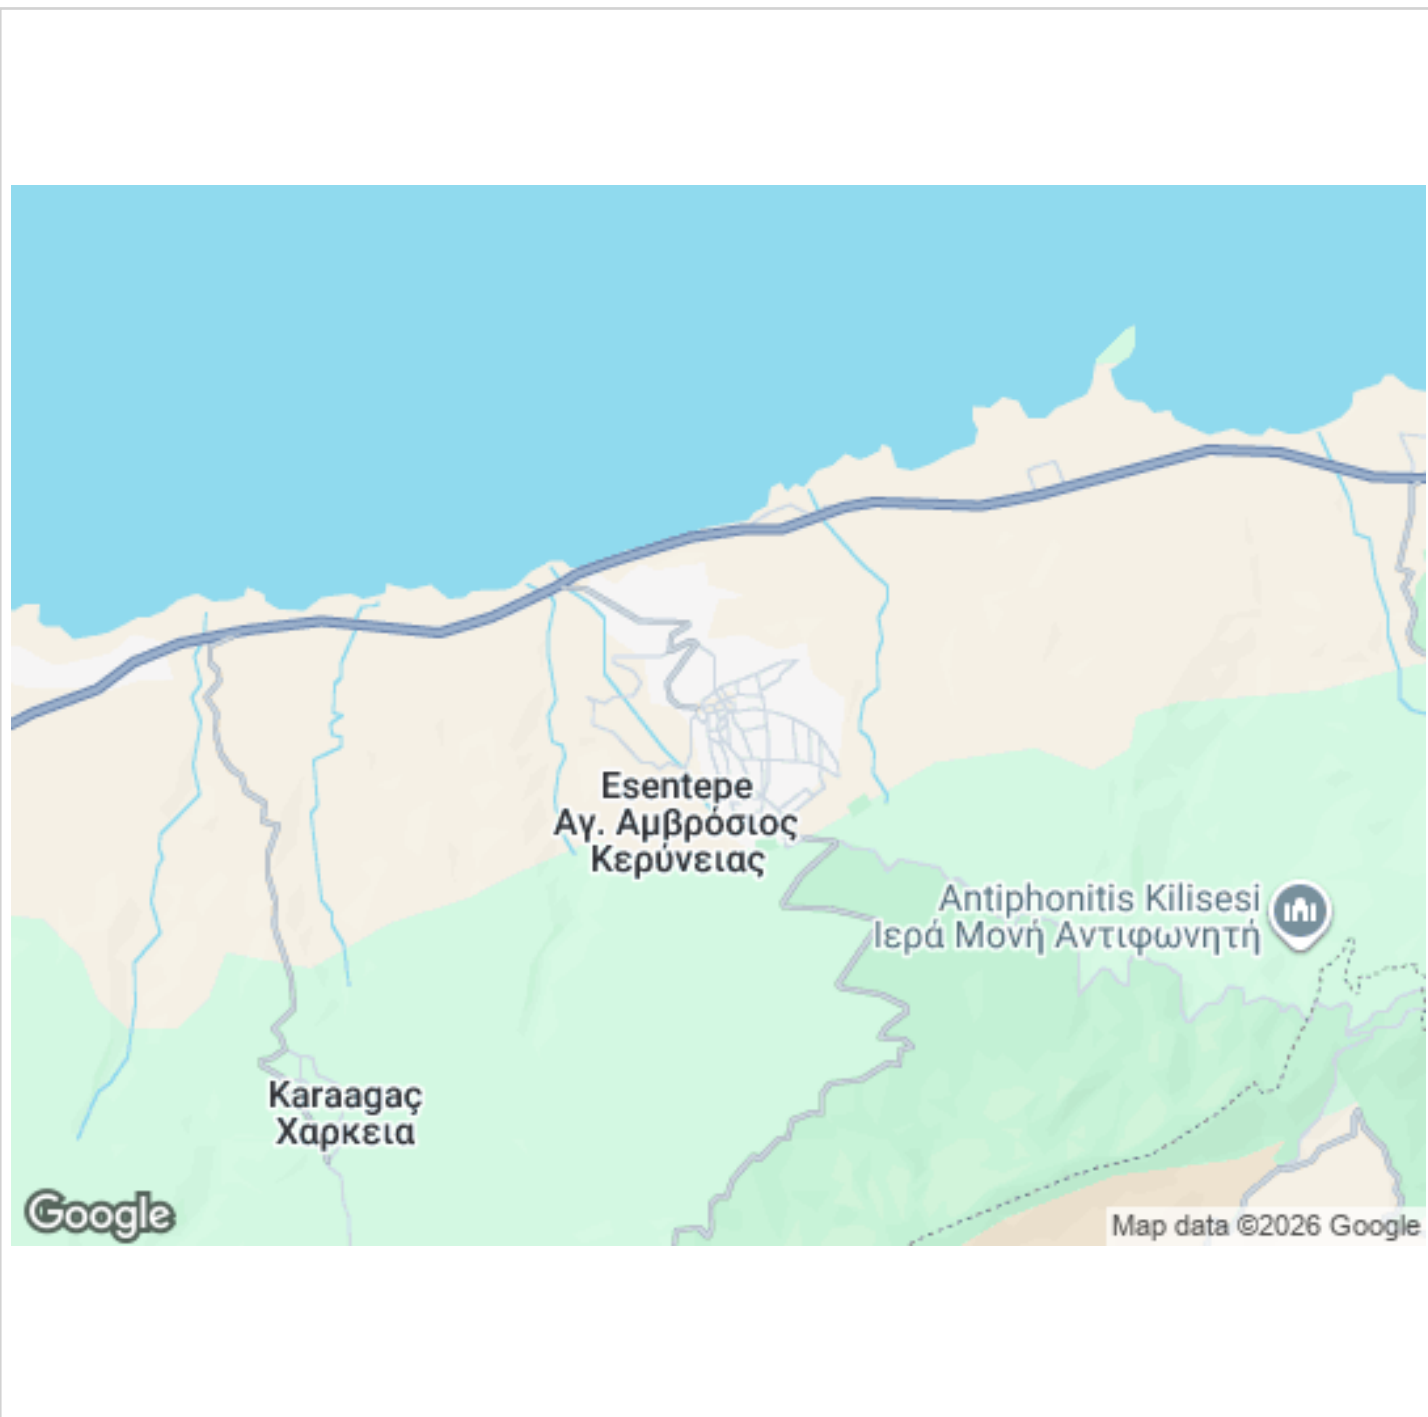 Esentepe
Αγ. Αμβρόσιος
Κερύνειας
Antiphonitis Kilisesi
Ιερά Μονή Αντιφωνητή
Karaagaç
Χαρκεια
Google
Map data ©2026 Google